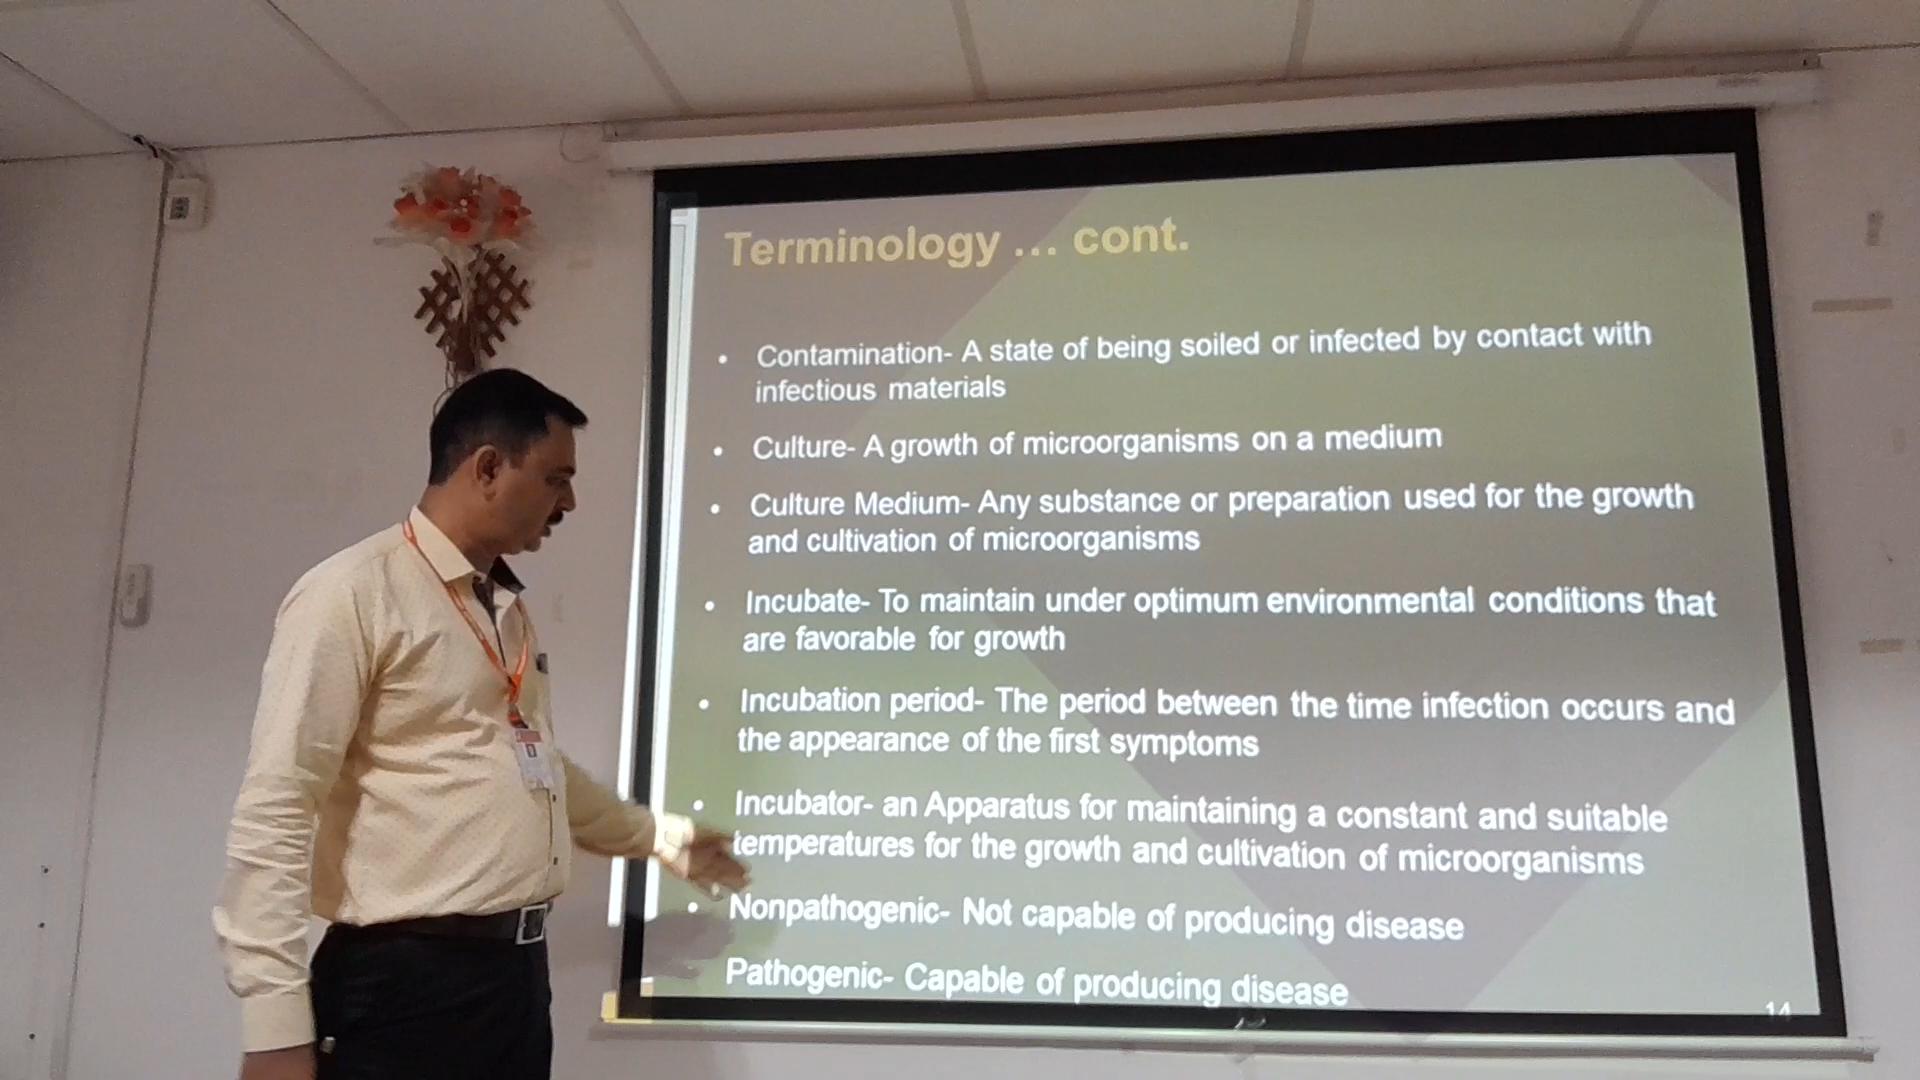 Terminology ... cont.
• Contamination- A state of being soiled or infected by contact with
infectious materials
• Culture- A growth of microorganisms on a medium
• Culture Medium- Any substance or preparation used for the growth
and cultivation of microorganisms
• Incubate- To maintain under optimum environmental conditions that
are favorable for growth
• Incubation period- The period between the time infection occurs and
the appearance of the first symptoms
• Incubator- an Apparatus for maintaining a constant and suitable
temperatures for the growth and cultivation of microorganisms
• Nonpathogenic- Not capable of producing disease
Pathogenic- Capable of producing disease
14